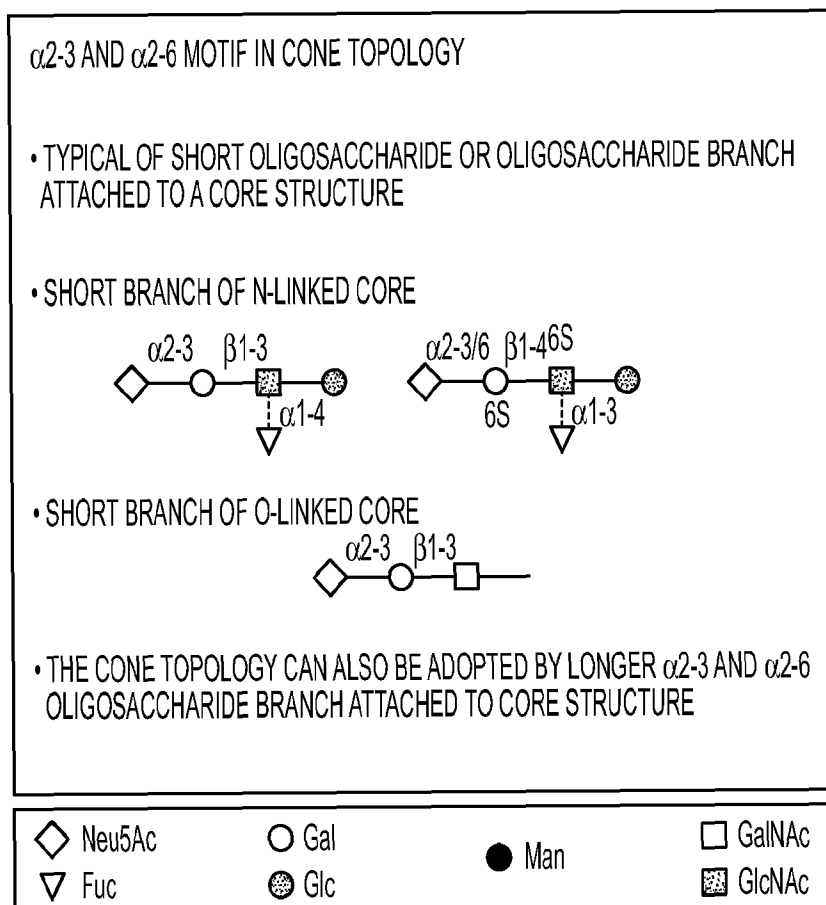 α2-3 AND α2-6 MOTIF IN CONE TOPOLOGY
• TYPICAL OF SHORT OLIGOSACCHARIDE OR OLIGOSACCHARIDE BRANCH
ATTACHED TO A CORE STRUCTURE
• SHORT BRANCH OF N-LINKED CORE
α2-3 β1-3
α1-4
α2-3/6 β1-4 6S
6S α1-3
• SHORT BRANCH OF O-LINKED CORE
α2-3 β1-3
• THE CONE TOPOLOGY CAN ALSO BE ADOPTED BY LONGER α2-3 AND α2-6
OLIGOSACCHARIDE BRANCH ATTACHED TO CORE STRUCTURE
Neu5Ac Gal Man GalNAc
Fuc Glc GlcNAc